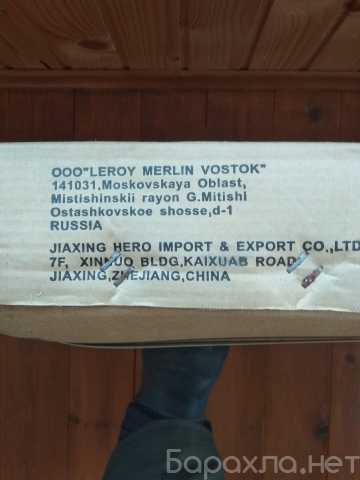 OOO"LEROY MERLIN VOSTOK"
141031,Moskovskaya Oblast,
Mistishinskii rayon G.Mitishi
Ostashkovskoe shosse,d-1
RUSSIA
JIAXING HERO IMPORT & EXPORT CO.,LTD
7F, XINNUO BLDG,KAIXUAB ROAD
JIAXING,ZHEJIANG,CHINA
Барахла.нет